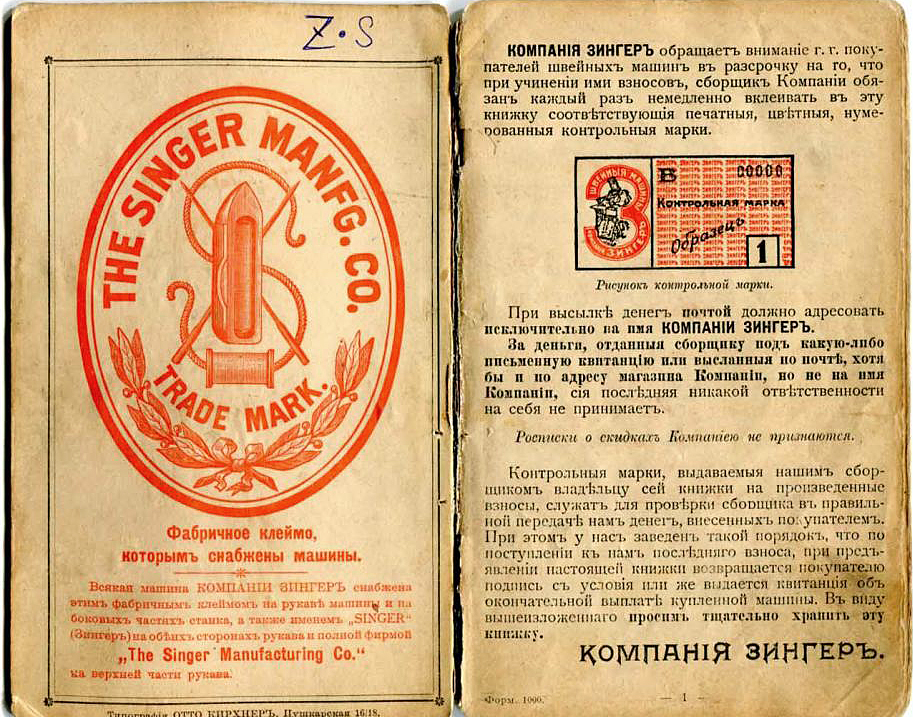 Z·S
THE SINGER MANFG. CO.
TRADE MARK.
Фабричное клеймо,
которымъ снабжены машины.
Всякая машина КОМПАНІИ ЗИНГЕРЪ снабжена
этимъ фабричнымъ клеймомъ на рукавѣ машины и на
боковыхъ частяхъ станка, а также именемъ „SINGER“
(Зингеръ) на обѣихъ сторонахъ рукава и полной фирмой
„The Singer Manufacturing Co.“
на верхней части рукава.
Типографія ОТТО КИРХНЕРЪ, Пушкарская 16/18.
КОМПАНІЯ ЗИНГЕРЪ обращаетъ вниманіе г. г. поку-
пателей швейныхъ машинъ въ разсрочку на то, что
при учиненіи ими взносовъ, сборщикъ Компаніи обя-
занъ каждый разъ немедленно вклеивать въ эту
книжку соотвѣтствующія печатныя, цвѣтныя, нуме-
рованныя контрольныя марки.
ШВЕЙНЫЯ МАШИНЫ
КОМПАНІИ ЗИНГЕРЪ
В 00000
КОНТРОЛЬНАЯ МАРКА
Образецъ
1
Рисунокъ контрольной марки.
При высылкѣ денегъ почтой должно адресовать
исключительно на имя КОМПАНІИ ЗИНГЕРЪ.
За деньги, отданныя сборщику подъ какую-либо
письменную квитанцію или высланныя по почтѣ, хотя
бы и по адресу магазина Компаніи, но не на имя
Компаніи, сія послѣдняя никакой отвѣтственности
на себя не принимаетъ.
Росписки о скидкахъ Компаніею не признаются.
Контрольныя марки, выдаваемыя нашимъ сбор-
щикомъ владѣльцу сей книжки на произведенные
взносы, служатъ для провѣрки сборщика въ правиль-
ной передачѣ намъ денегъ, внесенныхъ покупателемъ.
При этомъ у насъ заведенъ такой порядокъ, что по
поступленіи къ намъ послѣдняго взноса, при предъ-
явленіи настоящей книжки возвращается покупателю
подпись съ условія или же выдается квитанція объ
окончательной выплатѣ купленной машины. Въ виду
вышеизложеннаго просимъ тщательно хранить эту
книжку.
КОМПАНІЯ ЗИНГЕРЪ.
Форм. 1000.
— 1 —